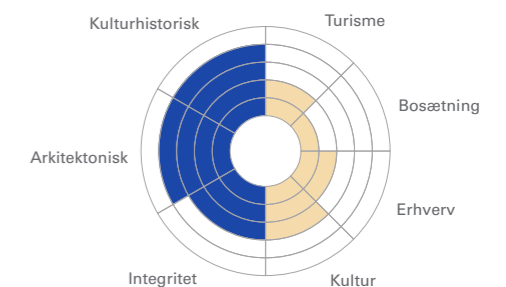 Kulturhistorisk
Turisme
Bosætning
Arkitektonisk
Erhverv
Integritet
Kultur